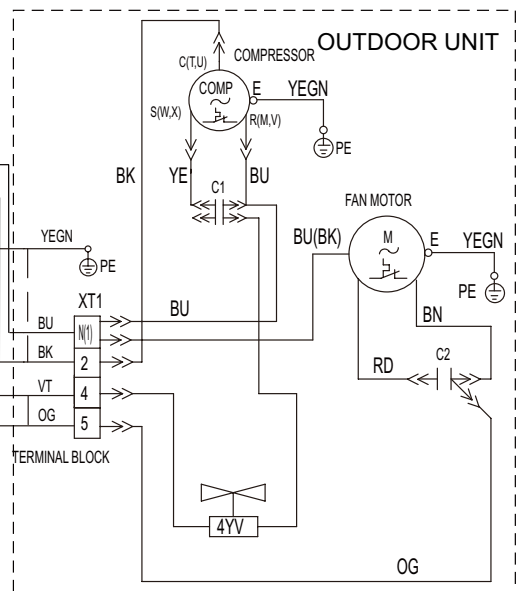 OUTDOOR UNIT
C(T,U)
COMPRESSOR
COMP
E
YEGN
S(W,X)
R(M,V)
PE
BK
YE
C1
BU
FAN MOTOR
YEGN
BU(BK)
M
E
YEGN
PE
PE
XT1
BU
BN
BU
N(1)
BK
2
RD
C2
VT
4
OG
5
TERMINAL BLOCK
4YV
OG